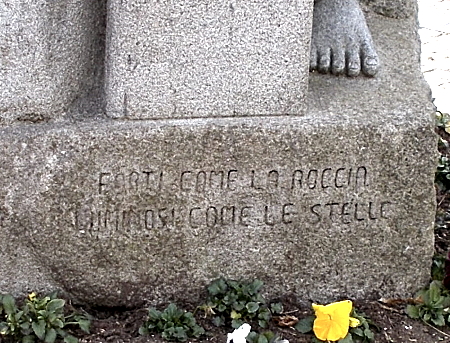 FORTI COME LA ROCCIA
LUMINOSI COME LE STELLE